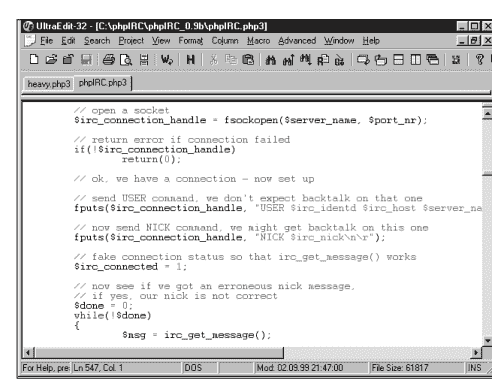 UltraEdit-32 - [C:\phpIRC\phpIRC_0.9b\phpIRC.php3]
File Edit Search Project View Format Column Macro Advanced Window Help
heavy.php3 phpIRC.php3
// open a socket
$irc_connection_handle = fsockopen($server_name, $port_nr);
// return error if connection failed
if(!$irc_connection_handle)
return(0);
// ok, we have a connection - now set up
// send USER command, we don't expect backtalk on that one
fputs($irc_connection_handle, "USER $irc_identd $irc_host $server_na
// now send NICK command, we might get backtalk on this one
fputs($irc_connection_handle, "NICK $irc_nick\n\r");
// fake connection status so that irc_get_message() works
$irc_connected = 1;
// now see if we got an erroneous nick message,
// if yes, our nick is not correct
$done = 0;
while(!$done)
{
$msg = irc_get_message();
For Help, pre Ln 547, Col. 1 DOS Mod: 02.09.99 21:47:00 File Size: 61817 INS